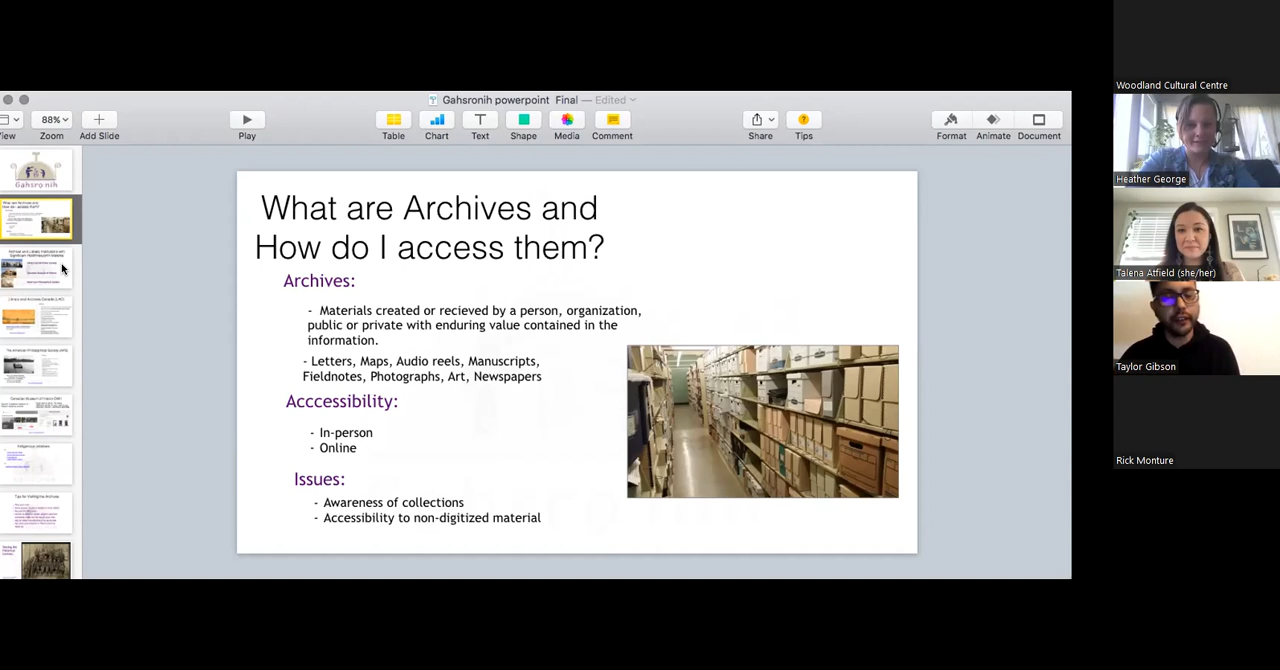 Gahsronih powerpoint Final — Edited
View
88%
Zoom
Add Slide
Play
Table
Chart
Text
Shape
Media
Comment
Share
Tips
Format
Animate
Document
Gahsronih
What are Archives and
How do I access them?
Archives:
- Materials created or recieved by a person, organization,
public or private with enduring value contained in the
information.
- Letters, Maps, Audio reels, Manuscripts,
Fieldnotes, Photographs, Art, Newspapers
Acccessibility:
- In-person
- Online
Issues:
- Awareness of collections
- Accessibility to non-digitized material
Woodland Cultural Centre
Heather George
Talena Atfield (she/her)
Taylor Gibson
Rick Monture